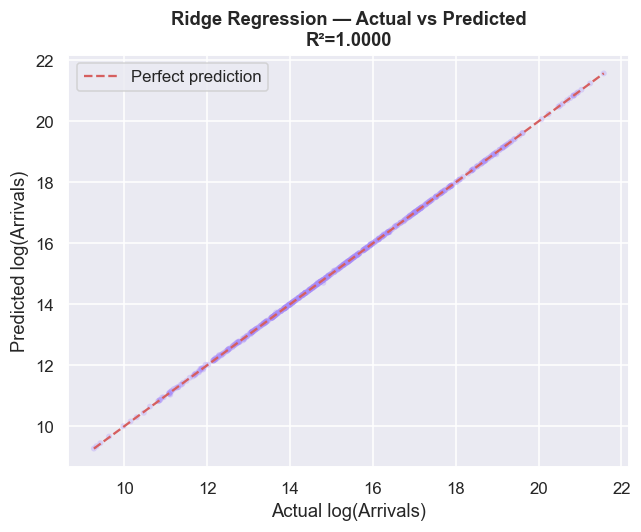 Ridge Regression — Actual vs Predicted
R²=1.0000
Perfect prediction
Predicted log(Arrivals)
22
20
18
16
14
12
10
10 12 14 16 18 20 22
Actual log(Arrivals)